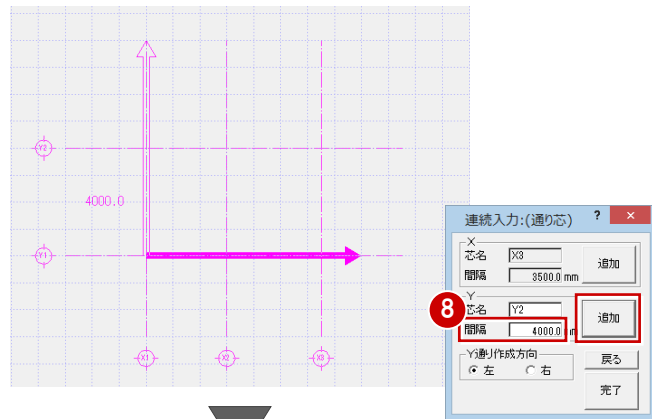 Y2
4000.0
Y1
X1
X2
X3
連続入力:(通り芯) ? ×
X
芯名 X3
間隔 3500.0 mm
追加
8
Y
芯名 Y2
間隔 4000.0 mm
追加
Y通り作成方向
左 右
戻る
完了